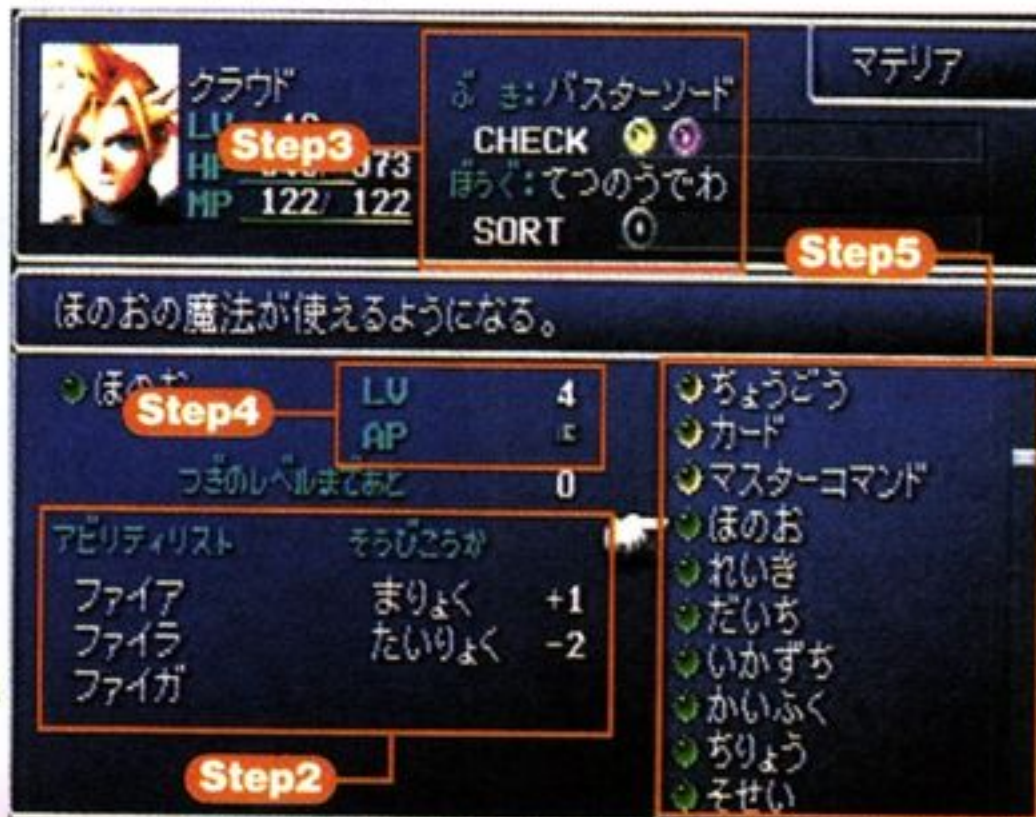 マテリア
クラウド
LV
Step3
HP 073
MP 122/ 122
ぶき:バスターソード
CHECK
ぼうぐ:てつのうでわ
SORT
Step5
ほのおの魔法が使えるようになる。
ほのお
Step4
LV 4
AP
つぎのレベルまであと 0
アビリティリスト そうびこうか
ファイア まりょく +1
ファイラ たいりょく -2
ファイガ
Step2
ちょうごう
カード
マスターコマンド
ほのお
れいき
だいち
いかずち
かいふく
ちりょう
そせい